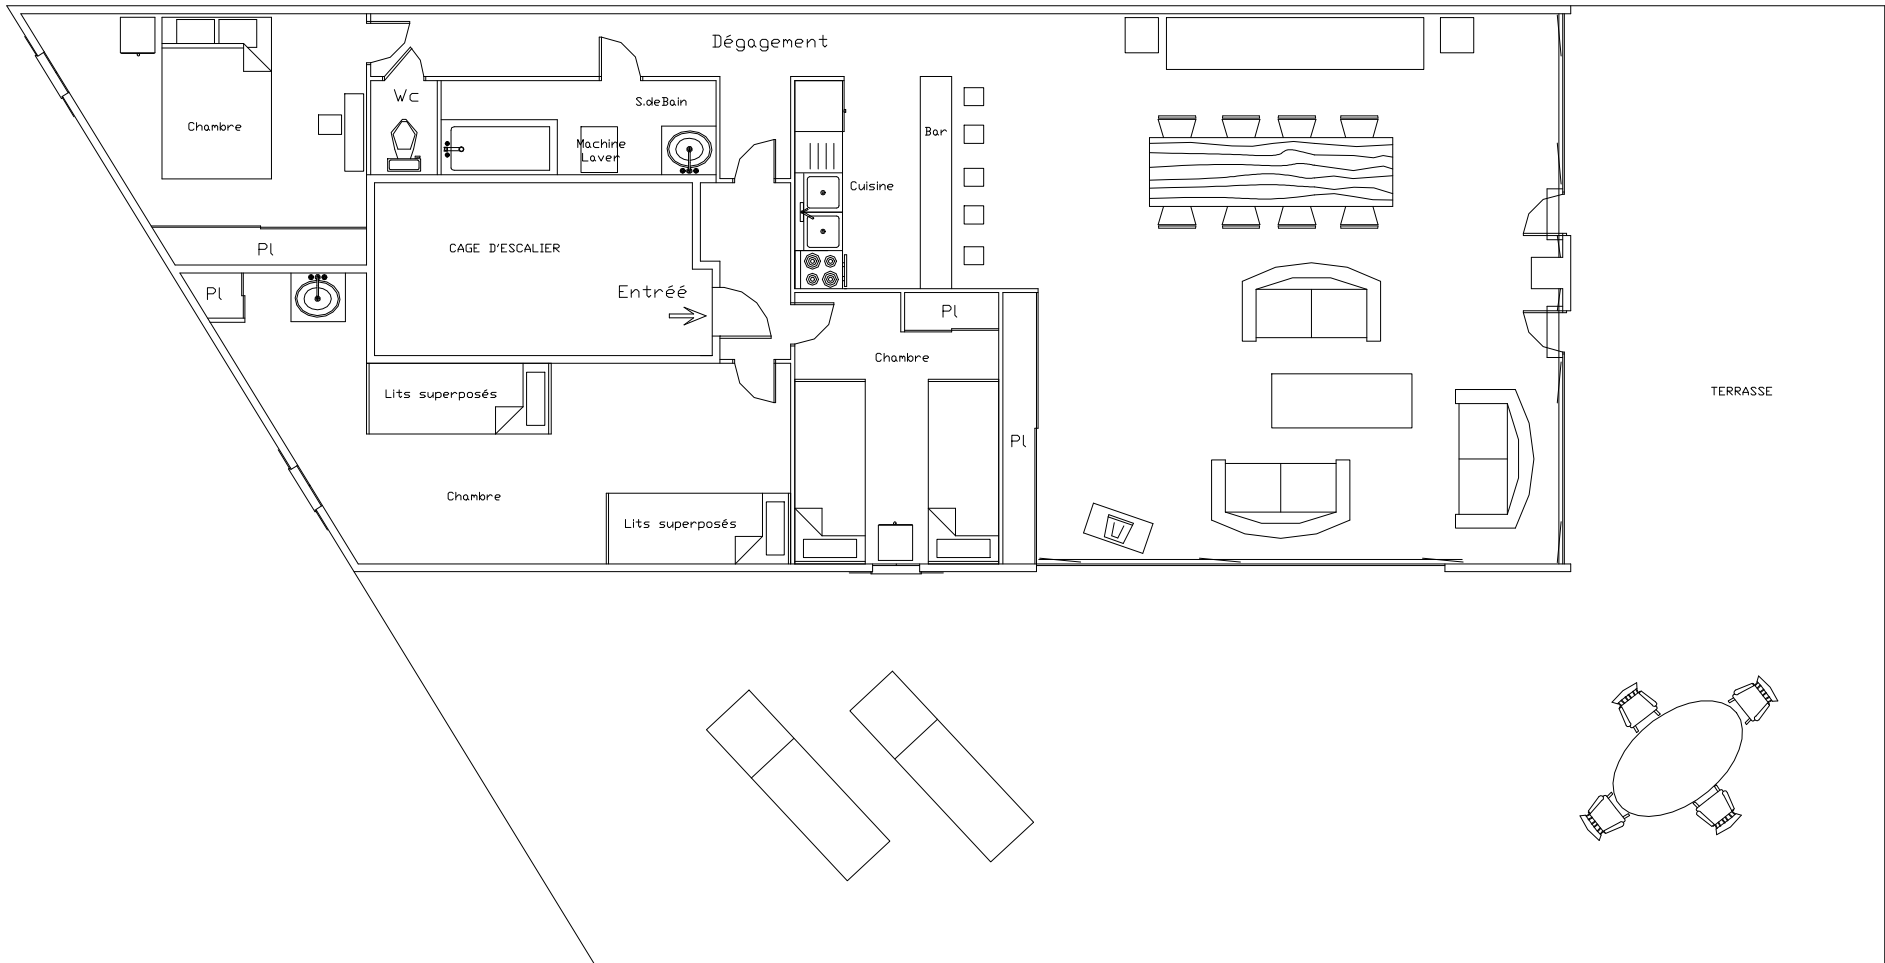 Dégagement
Wc
S.deBain
Chambre
Machine
Laver
Bar
Cuisine
Pl
CAGE D'ESCALIER
Pl
Entréé
Pl
Chambre
Lits superposés
TERRASSE
Pl
Chambre
Lits superposés